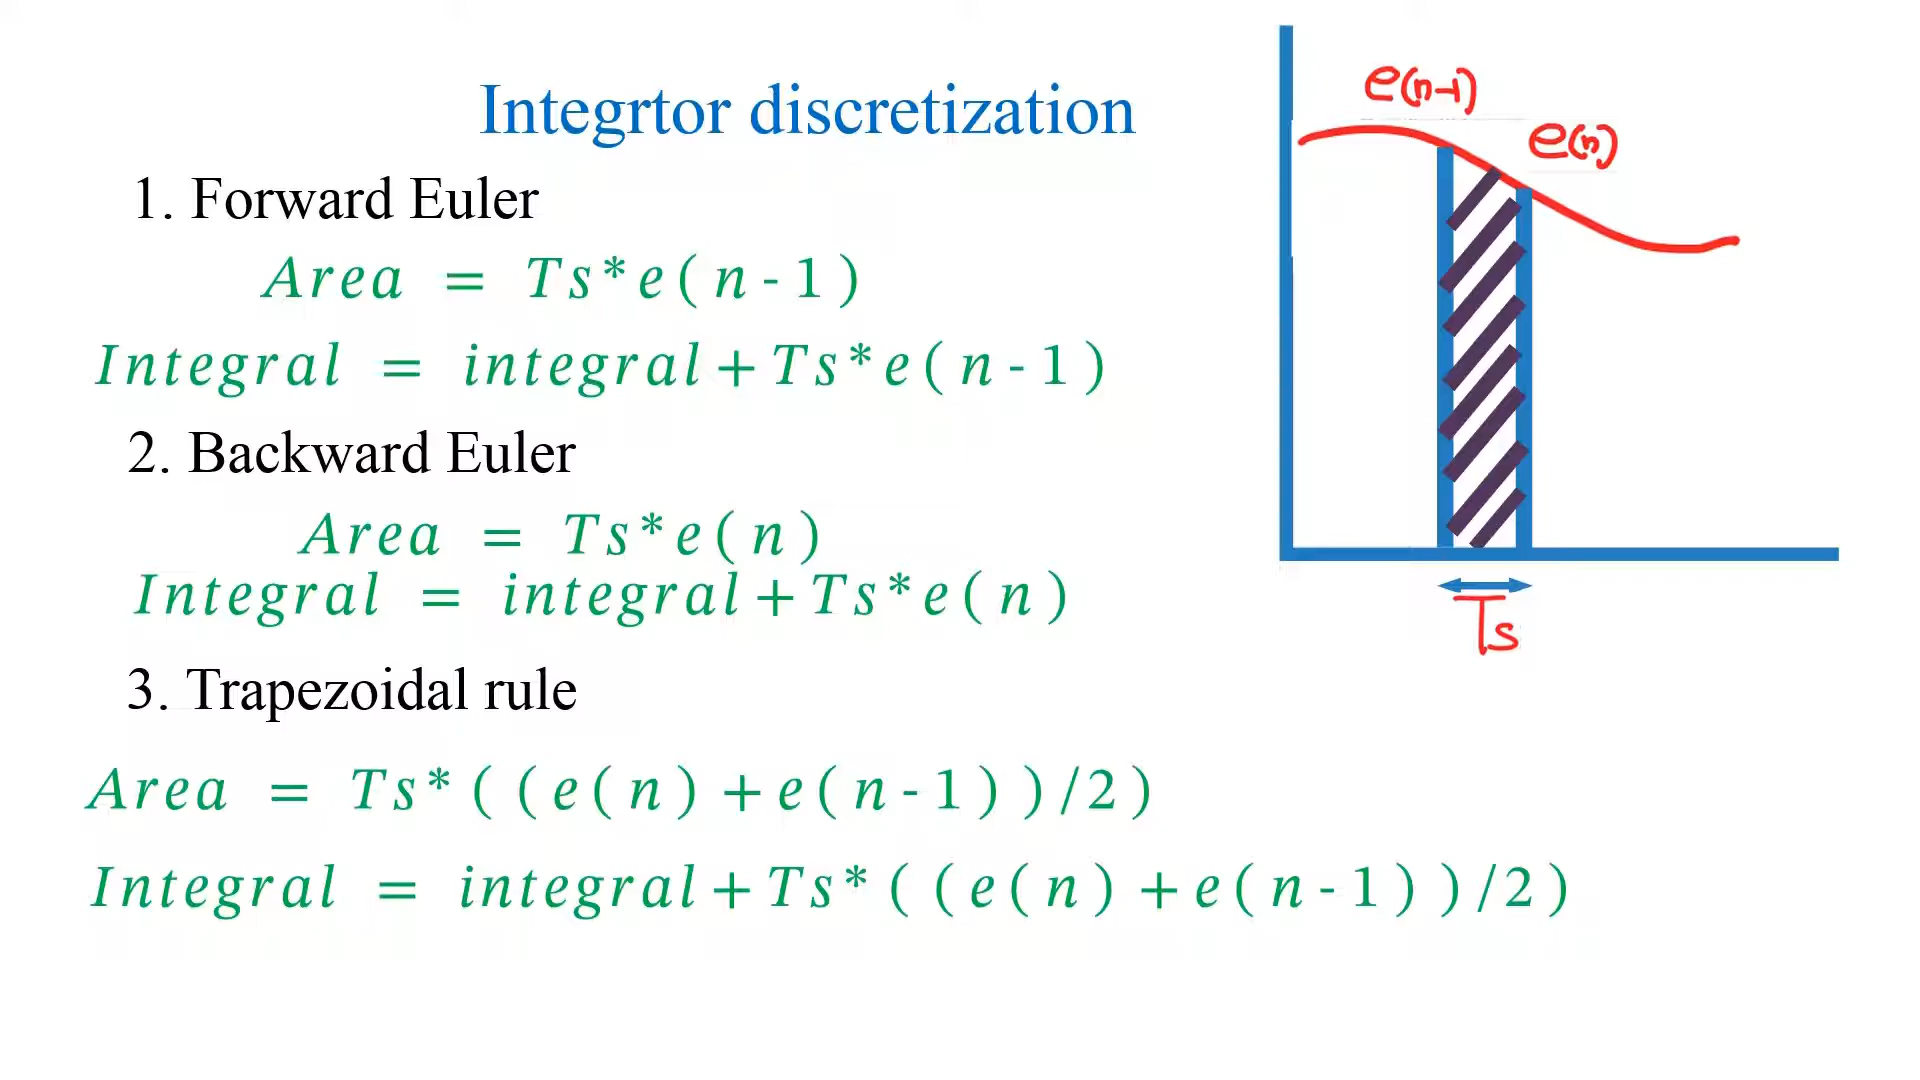 Integrtor discretization
1. Forward Euler
Area = Ts*e(n-1)
Integral = integral+Ts*e(n-1)
2. Backward Euler
Area = Ts*e(n)
Integral = integral+Ts*e(n)
3. Trapezoidal rule
Area = Ts*((e(n)+e(n-1))/2)
Integral = integral+Ts*((e(n)+e(n-1))/2)
e(n-1)
e(n)
Ts